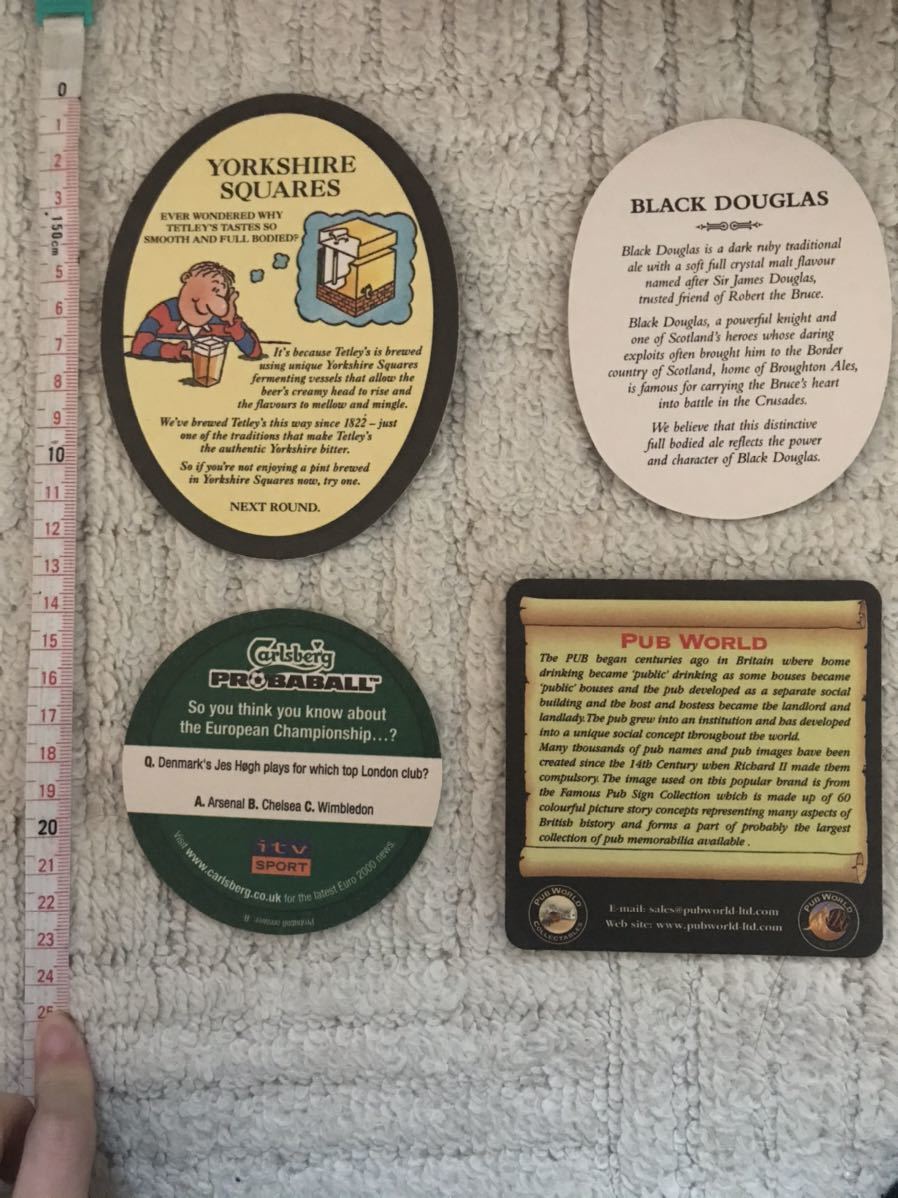 0
1
2
3
150cm
5
6
7
8
9
10
11
12
13
14
15
16
17
18
19
20
21
22
23
24
25
YORKSHIRE
SQUARES
EVER WONDERED WHY
TETLEY'S TASTES SO
SMOOTH AND FULL BODIED?
It's because Tetley's is brewed
using unique Yorkshire Squares
fermenting vessels that allow the
beer's creamy head to rise and
the flavours to mellow and mingle.
We've brewed Tetley's this way since 1822 – just
one of the traditions that make Tetley's
the authentic Yorkshire bitter.
So if you're not enjoying a pint brewed
in Yorkshire Squares now, try one.
NEXT ROUND.
BLACK DOUGLAS
Black Douglas is a dark ruby traditional
ale with a soft full crystal malt flavour
named after Sir James Douglas,
trusted friend of Robert the Bruce.
Black Douglas, a powerful knight and
one of Scotland's heroes whose daring
exploits often brought him to the Border
country of Scotland, home of Broughton Ales,
is famous for carrying the Bruce's heart
into battle in the Crusades.
We believe that this distinctive
full bodied ale reflects the power
and character of Black Douglas.
Carlsberg
PROBABALL™
So you think you know about
the European Championship...?
Q. Denmark's Jes Høgh plays for which top London club?
A. Arsenal B. Chelsea C. Wimbledon
itv
SPORT
Visit www.carlsberg.co.uk for the latest Euro 2000 news.
Probaball answer: B
PUB WORLD
The PUB began centuries ago in Britain where home
drinking became 'public' drinking as some houses became
'public' houses and the pub developed as a separate social
building and the host and hostess became the landlord and
landlady. The pub grew into an institution and has developed
into a unique social concept throughout the world.
Many thousands of pub names and pub images have been
created since the 14th Century when Richard II made them
compulsory. The image used on this popular brand is from
the Famous Pub Sign Collection which is made up of 60
colourful picture story concepts representing many aspects of
British history and forms a part of probably the largest
collection of pub memorabilia available .
PUB WORLD
COLLECTABLES
E-mail: sales@pubworld-ltd.com
Web site: www.pubworld-ltd.com
PUB WORLD